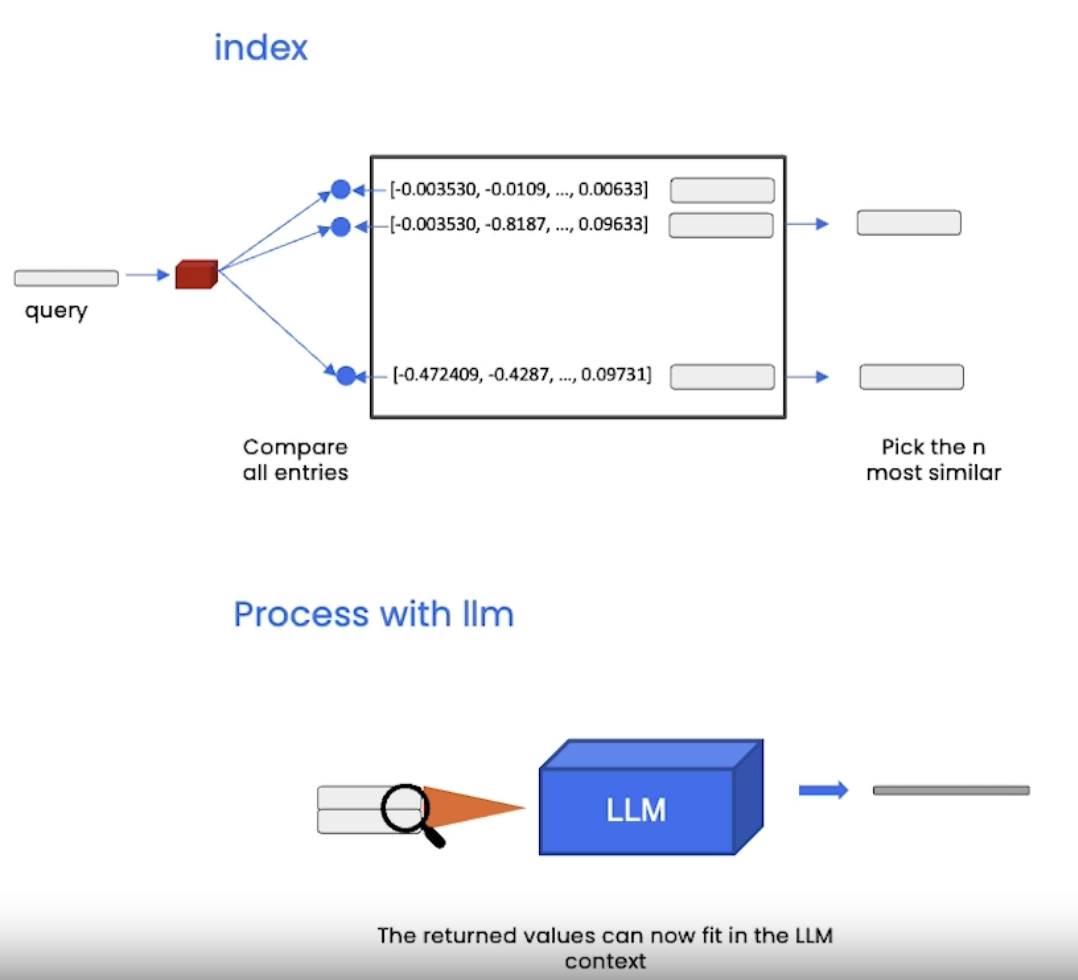 index
[-0.003530, -0.0109, ..., 0.00633]
[-0.003530, -0.8187, ..., 0.09633]
query
[-0.472409, -0.4287, ..., 0.09731]
Compare
all entries
Pick the n
most similar
Process with llm
LLM
The returned values can now fit in the LLM
context